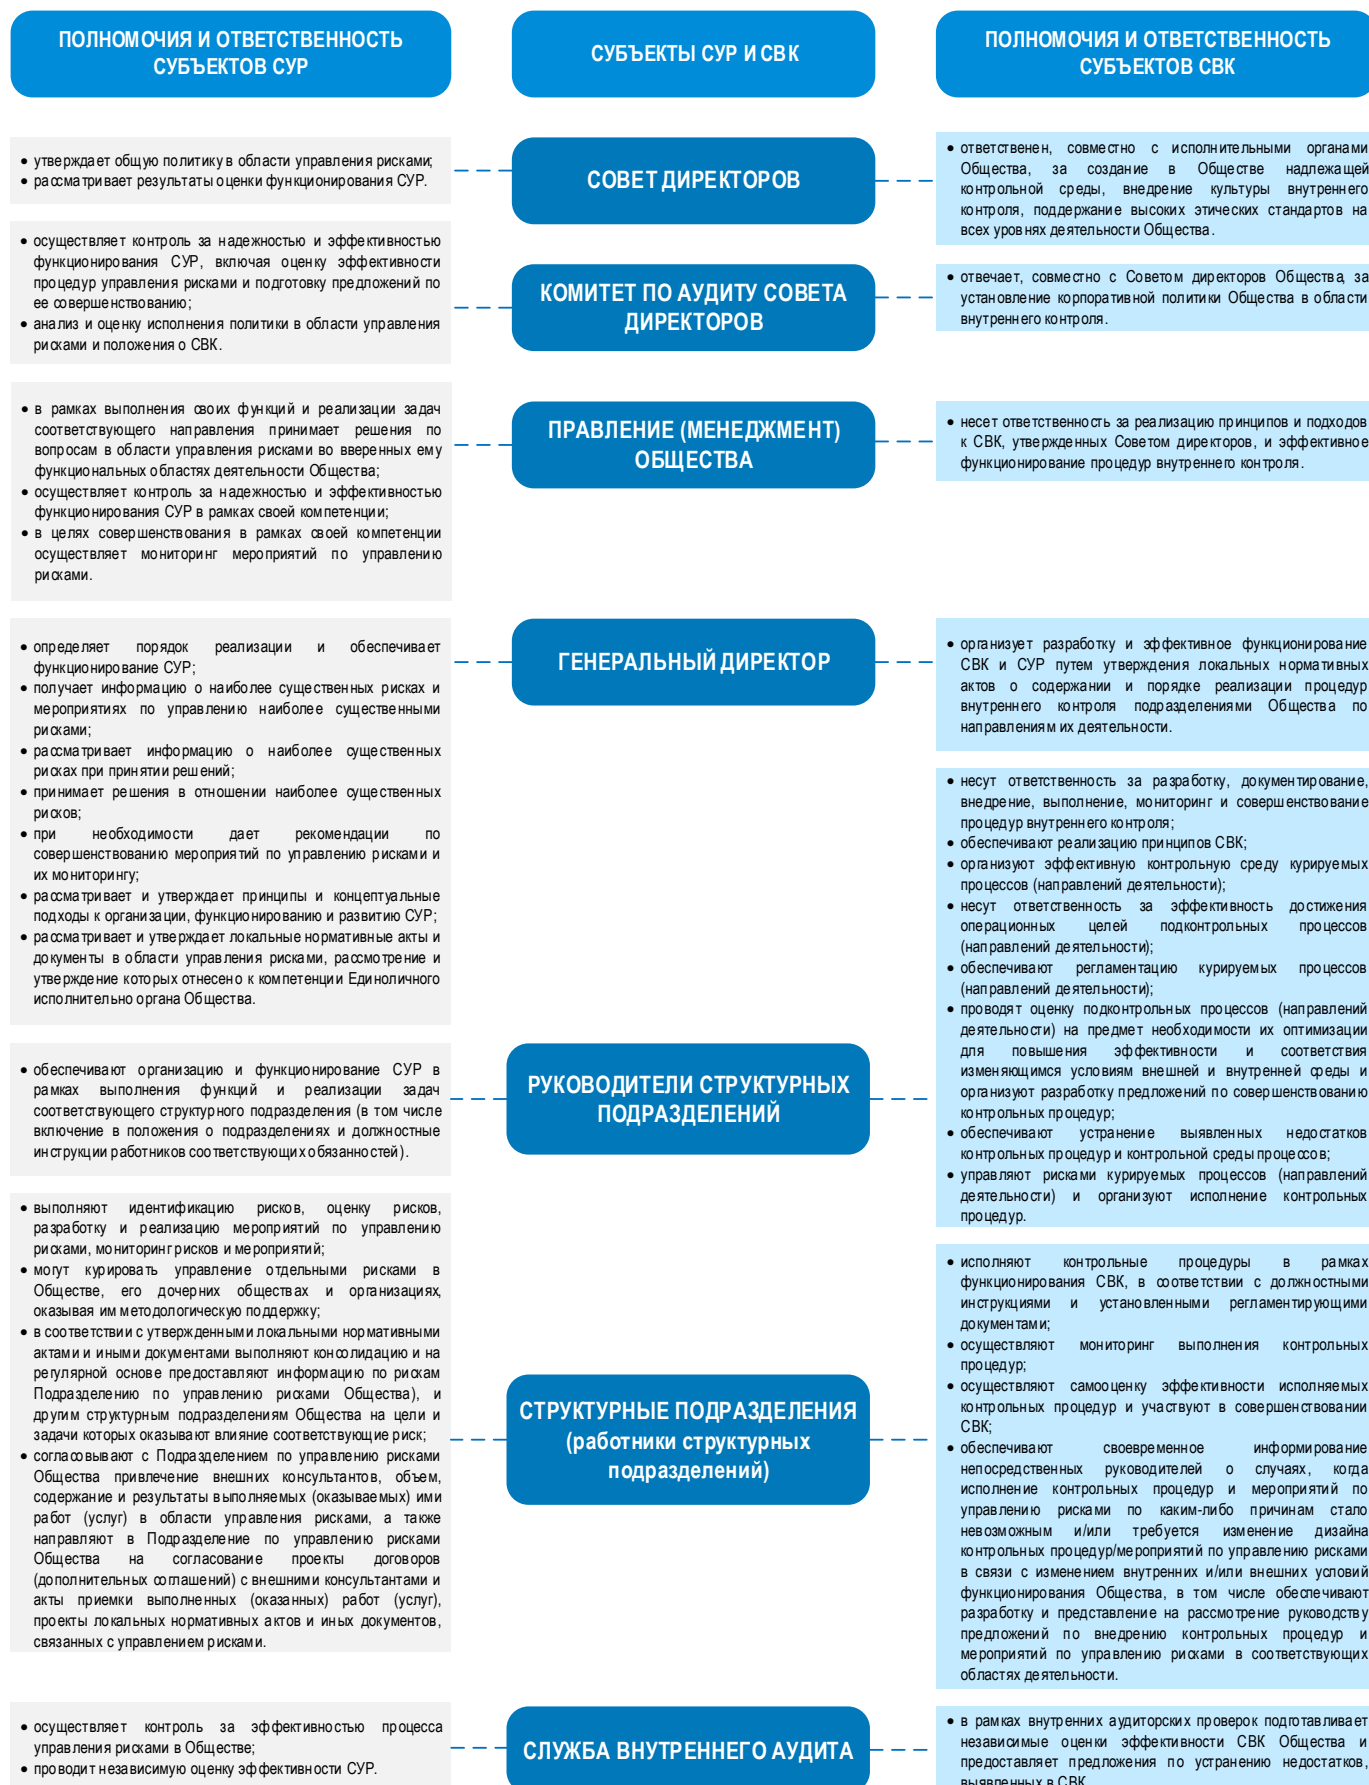 ПОЛНОМОЧИЯ И ОТВЕТСТВЕННОСТЬ
СУБЪЕКТОВ СУР
СУБЪЕКТЫ СУР И СВК
ПОЛНОМОЧИЯ И ОТВЕТСТВЕННОСТЬ
СУБЪЕКТОВ СВК
• утверждает общую политику в области управления рисками;
• рассматривает результаты оценки функционирования СУР.
СОВЕТ ДИРЕКТОРОВ
• ответственен, совместно с исполнительными органами
Общества, за создание в Обществе надлежащей
контрольной среды, внедрение культуры внутреннего
контроля, поддержание высоких этических стандартов на
всех уровнях деятельности Общества.
• осуществляет контроль за надежностью и эффективностью
функционирования СУР, включая оценку эффективности
процедур управления рисками и подготовку предложений по
ее совершенствованию;
• анализ и оценку исполнения политики в области управления
рисками и положения о СВК.
КОМИТЕТ ПО АУДИТУ СОВЕТА
ДИРЕКТОРОВ
• отвечает, совместно с Советом директоров Общества, за
установление корпоративной политики Общества в области
внутреннего контроля.
• в рамках выполнения своих функций и реализации задач
соответствующего направления принимает решения по
вопросам в области управления рисками во вверенных ему
функциональных областях деятельности Общества;
• осуществляет контроль за надежностью и эффективностью
функционирования СУР в рамках своей компетенции;
• в целях совершенствования в рамках своей компетенции
осуществляет мониторинг мероприятий по управлению
рисками.
ПРАВЛЕНИЕ (МЕНЕДЖМЕНТ)
ОБЩЕСТВА
• несет ответственность за реализацию принципов и подходов
к СВК, утвержденных Советом директоров, и эффективное
функционирование процедур внутреннего контроля.
• определяет порядок реализации и обеспечивает
функционирование СУР;
• получает информацию о наиболее существенных рисках и
мероприятиях по управлению наиболее существенными
рисками;
• рассматривает информацию о наиболее существенных
рисках при принятии решений;
• принимает решения в отношении наиболее существенных
рисков;
• при необходимости дает рекомендации по
совершенствованию мероприятий по управлению рисками и
их мониторингу;
• рассматривает и утверждает принципы и концептуальные
подходы к организации, функционированию и развитию СУР;
• рассматривает и утверждает локальные нормативные акты и
документы в области управления рисками, рассмотрение и
утверждение которых отнесено к компетенции Единоличного
исполнительно органа Общества.
ГЕНЕРАЛЬНЫЙ ДИРЕКТОР
• организует разработку и эффективное функционирование
СВК и СУР путем утверждения локальных нормативных
актов о содержании и порядке реализации процедур
внутреннего контроля подразделениями Общества по
направлениям их деятельности.
• обеспечивают организацию и функционирование СУР в
рамках выполнения функций и реализации задач
соответствующего структурного подразделения (в том числе
включение в положения о подразделениях и должностные
инструкции работников соответствующих обязанностей).
РУКОВОДИТЕЛИ СТРУКТУРНЫХ
ПОДРАЗДЕЛЕНИЙ
• несут ответственность за разработку, документирование,
внедрение, выполнение, мониторинг и совершенствование
процедур внутреннего контроля;
• обеспечивают реализацию принципов СВК;
• организуют эффективную контрольную среду курируемых
процессов (направлений деятельности);
• несут ответственность за эффективность достижения
операционных целей подконтрольных процессов
(направлений деятельности);
• обеспечивают регламентацию курируемых процессов
(направлений деятельности);
• проводят оценку подконтрольных процессов (направлений
деятельности) на предмет необходимости их оптимизации
для повышения эффективности и соответствия
изменяющимся условиям внешней и внутренней среды и
организуют разработку предложений по совершенствованию
контрольных процедур;
• обеспечивают устранение выявленных недостатков
контрольных процедур и контрольной среды процессов;
• управляют рисками курируемых процессов (направлений
деятельности) и организуют исполнение контрольных
процедур.
• выполняют идентификацию рисков, оценку рисков,
разработку и реализацию мероприятий по управлению
рисками, мониторинг рисков и мероприятий;
• могут курировать управление отдельными рисками в
Обществе, его дочерних обществах и организациях,
оказывая им методологическую поддержку;
• в соответствии с утвержденными локальными нормативными
актами и иными документами выполняют консолидацию и на
регулярной основе предоставляют информацию по рискам
Подразделению по управлению рисками Общества), и
другим структурным подразделениям Общества на цели и
задачи которых оказывают влияние соответствующие риск;
• согласовывают с Подразделением по управлению рисками
Общества привлечение внешних консультантов, объем,
содержание и результаты выполняемых (оказываемых) ими
работ (услуг) в области управления рисками, а также
направляют в Подразделение по управлению рисками
Общества на согласование проекты договоров
(дополнительных соглашений) с внешними консультантами и
акты приемки выполненных (оказанных) работ (услуг),
проекты локальных нормативных актов и иных документов,
связанных с управлением рисками.
СТРУКТУРНЫЕ ПОДРАЗДЕЛЕНИЯ
(работники структурных
подразделений)
• исполняют контрольные процедуры в рамках
функционирования СВК, в соответствии с должностными
инструкциями и установленными регламентирующими
документами;
• осуществляют мониторинг выполнения контрольных
процедур;
• осуществляют самооценку эффективности исполняемых
контрольных процедур и участвуют в совершенствовании
СВК;
• обеспечивают своевременное информирование
непосредственных руководителей о случаях, когда
исполнение контрольных процедур и мероприятий по
управлению рисками по каким-либо причинам стало
невозможным и/или требуется изменение дизайна
контрольных процедур/мероприятий по управлению рисками
в связи с изменением внутренних и/или внешних условий
функционирования Общества, в том числе обеспечивают
разработку и представление на рассмотрение руководству
предложений по внедрению контрольных процедур и
мероприятий по управлению рисками в соответствующих
областях деятельности.
• осуществляет контроль за эффективностью процесса
управления рисками в Обществе;
• проводит независимую оценку эффективности СУР.
СЛУЖБА ВНУТРЕННЕГО АУДИТА
• в рамках внутренних аудиторских проверок подготавливает
независимые оценки эффективности СВК Общества и
предоставляет предложения по устранению недостатков,
выявленных в СВК